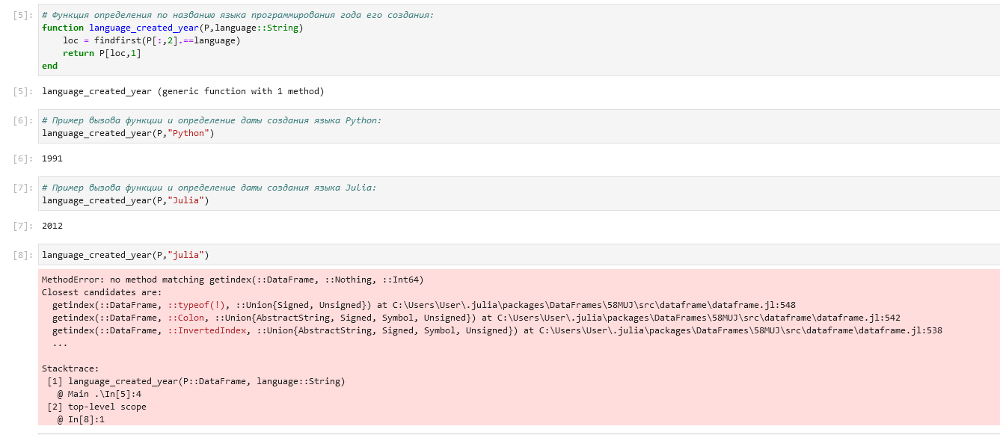 [5]: # Функция определения по названию языка программирования года его создания:
function language_created_year(P,language::String)
    loc = findfirst(P[:,2].==language)
    return P[loc,1]
end
[5]: language_created_year (generic function with 1 method)
[6]: # Пример вызова функции и определение даты создания языка Python:
language_created_year(P,"Python")
[6]: 1991
[7]: # Пример вызова функции и определение даты создания языка Julia:
language_created_year(P,"Julia")
[7]: 2012
[8]: language_created_year(P,"julia")
MethodError: no method matching getindex(::DataFrame, ::Nothing, ::Int64)
Closest candidates are:
  getindex(::DataFrame, ::typeof(!), ::Union{Signed, Unsigned}) at C:\Users\User\.julia\packages\DataFrames\58MUJ\src\dataframe\dataframe.jl:548
  getindex(::DataFrame, ::Colon, ::Union{AbstractString, Signed, Symbol, Unsigned}) at C:\Users\User\.julia\packages\DataFrames\58MUJ\src\dataframe\dataframe.jl:542
  getindex(::DataFrame, ::InvertedIndex, ::Union{AbstractString, Signed, Symbol, Unsigned}) at C:\Users\User\.julia\packages\DataFrames\58MUJ\src\dataframe\dataframe.jl:538
  ...
Stacktrace:
 [1] language_created_year(P::DataFrame, language::String)
   @ Main .\In[5]:4
 [2] top-level scope
   @ In[8]:1